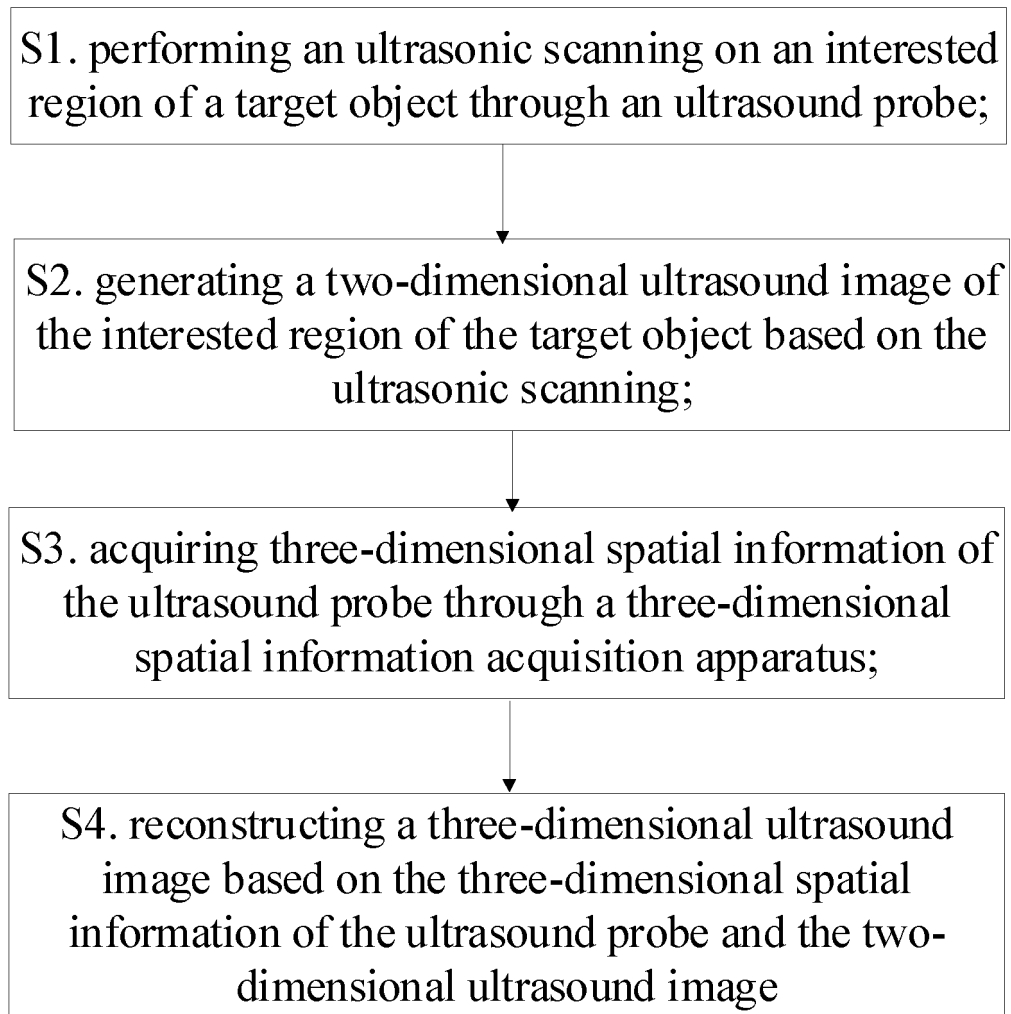 S1. performing an ultrasonic scanning on an interested
region of a target object through an ultrasound probe;
S2. generating a two-dimensional ultrasound image of
the interested region of the target object based on the
ultrasonic scanning;
S3. acquiring three-dimensional spatial information of
the ultrasound probe through a three-dimensional
spatial information acquisition apparatus;
S4. reconstructing a three-dimensional ultrasound
image based on the three-dimensional spatial
information of the ultrasound probe and the two-
dimensional ultrasound image